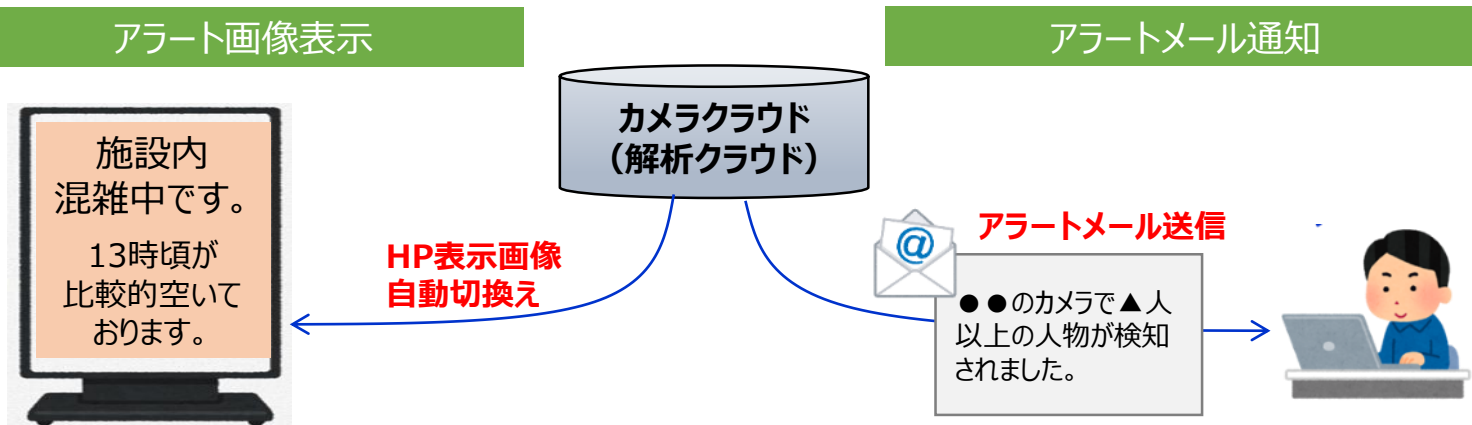 アラート画像表示
アラートメール通知
カメラクラウド
（解析クラウド）
施設内
混雑中です。
13時頃が
比較的空いて
おります。
HP表示画像
自動切換え
@
アラートメール送信
●●のカメラで▲人
以上の人物が検知
されました。